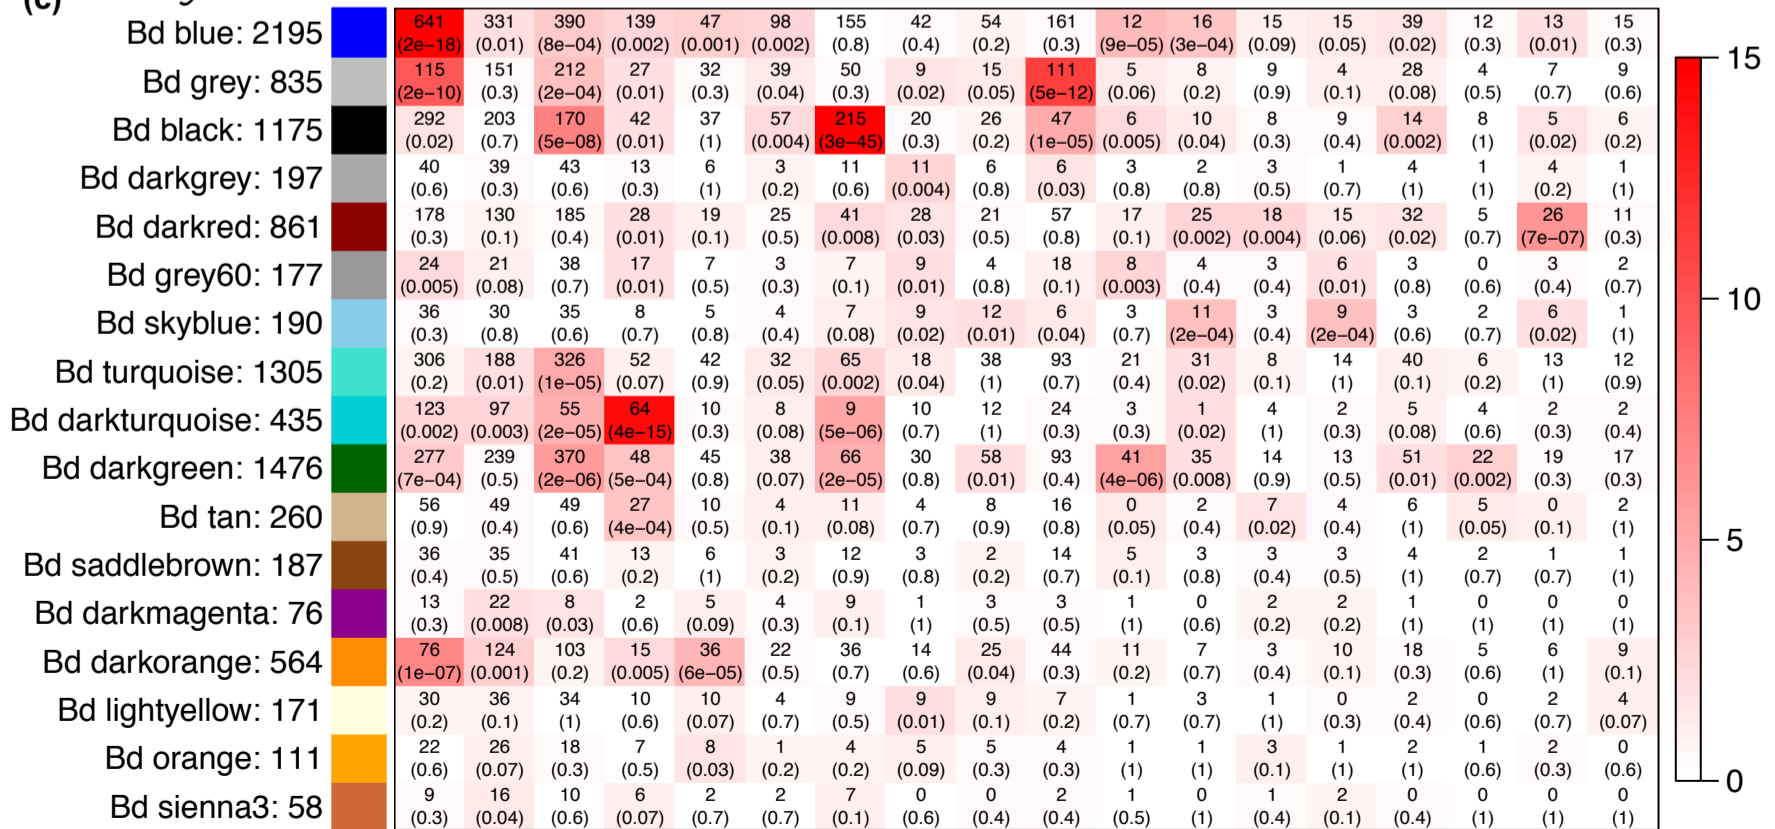 (c)
Bd blue: 2195 641 331 390 139 47 98 155 42 54 161 12 16 15 15 39 12 13 15
(2e−18) (0.01) (8e−04) (0.002) (0.001) (0.002) (0.8) (0.4) (0.2) (0.3) (9e−05) (3e−04) (0.09) (0.05) (0.02) (0.3) (0.01) (0.3)
Bd grey: 835 115 151 212 27 32 39 50 9 15 111 5 8 9 4 28 4 7 9
(2e−10) (0.3) (2e−04) (0.01) (0.3) (0.04) (0.3) (0.02) (0.05) (5e−12) (0.06) (0.2) (0.9) (0.1) (0.08) (0.5) (0.7) (0.6)
Bd black: 1175 292 203 170 42 37 57 215 20 26 47 6 10 8 9 14 8 5 6
(0.02) (0.7) (5e−08) (0.01) (1) (0.004) (3e−45) (0.3) (0.2) (1e−05) (0.005) (0.04) (0.3) (0.4) (0.002) (1) (0.02) (0.2)
Bd darkgrey: 197 40 39 43 13 6 3 11 11 6 6 3 2 3 1 4 1 4 1
(0.6) (0.3) (0.6) (0.3) (1) (0.2) (0.6) (0.004) (0.8) (0.03) (0.8) (0.8) (0.5) (0.7) (1) (1) (0.2) (1)
Bd darkred: 861 178 130 185 28 19 25 41 28 21 57 17 25 18 15 32 5 26 11
(0.3) (0.1) (0.4) (0.01) (0.1) (0.5) (0.008) (0.03) (0.5) (0.8) (0.1) (0.002) (0.004) (0.06) (0.02) (0.7) (7e−07) (0.3)
Bd grey60: 177 24 21 38 17 7 3 7 9 4 18 8 4 3 6 3 0 3 2
(0.005) (0.08) (0.7) (0.01) (0.5) (0.3) (0.1) (0.01) (0.8) (0.1) (0.003) (0.4) (0.4) (0.01) (0.8) (0.6) (0.4) (0.7)
Bd skyblue: 190 36 30 35 8 5 4 7 9 12 6 3 11 3 9 3 2 6 1
(0.3) (0.8) (0.6) (0.7) (0.8) (0.4) (0.08) (0.02) (0.01) (0.04) (0.7) (2e−04) (0.4) (2e−04) (0.6) (0.7) (0.02) (1)
Bd turquoise: 1305 306 188 326 52 42 32 65 18 38 93 21 31 8 14 40 6 13 12
(0.2) (0.01) (1e−05) (0.07) (0.9) (0.05) (0.002) (0.04) (1) (0.7) (0.4) (0.02) (0.1) (1) (0.1) (0.2) (1) (0.9)
Bd darkturquoise: 435 123 97 55 64 10 8 9 10 12 24 3 1 4 2 5 4 2 2
(0.002) (0.003) (2e−05) (4e−15) (0.3) (0.08) (5e−06) (0.7) (1) (0.3) (0.3) (0.02) (1) (0.3) (0.08) (0.6) (0.3) (0.4)
Bd darkgreen: 1476 277 239 370 48 45 38 66 30 58 93 41 35 14 13 51 22 19 17
(7e−04) (0.5) (2e−06) (5e−04) (0.8) (0.07) (2e−05) (0.8) (0.01) (0.4) (4e−06) (0.008) (0.9) (0.5) (0.01) (0.002) (0.3) (0.3)
Bd tan: 260 56 49 49 27 10 4 11 4 8 16 0 2 7 4 6 5 0 2
(0.9) (0.4) (0.6) (4e−04) (0.5) (0.1) (0.08) (0.7) (0.9) (0.8) (0.05) (0.4) (0.02) (0.4) (1) (0.05) (0.1) (1)
Bd saddlebrown: 187 36 35 41 13 6 3 12 3 2 14 5 3 3 3 4 2 1 1
(0.4) (0.5) (0.6) (0.2) (1) (0.2) (0.9) (0.8) (0.2) (0.7) (0.1) (0.8) (0.4) (0.5) (1) (0.7) (0.7) (1)
Bd darkmagenta: 76 13 22 8 2 5 4 9 1 3 3 1 0 2 2 1 0 0 0
(0.3) (0.008) (0.03) (0.6) (0.09) (0.3) (0.1) (1) (0.5) (0.5) (1) (0.6) (0.2) (0.2) (1) (1) (1) (1)
Bd darkorange: 564 76 124 103 15 36 22 36 14 25 44 11 7 3 10 18 5 6 9
(1e−07) (0.001) (0.2) (0.005) (6e−05) (0.5) (0.7) (0.6) (0.04) (0.3) (0.2) (0.7) (0.4) (0.1) (0.3) (0.6) (1) (0.1)
Bd lightyellow: 171 30 36 34 10 10 4 9 9 9 7 1 3 1 0 2 0 2 4
(0.2) (0.1) (1) (0.6) (0.07) (0.7) (0.5) (0.01) (0.1) (0.2) (0.7) (0.7) (1) (0.3) (0.4) (0.6) (0.7) (0.07)
Bd orange: 111 22 26 18 7 8 1 4 5 5 4 1 1 3 1 2 1 2 0
(0.6) (0.07) (0.3) (0.5) (0.03) (0.2) (0.2) (0.09) (0.3) (0.3) (1) (1) (0.1) (1) (1) (0.6) (0.3) (0.6)
Bd sienna3: 58 9 16 10 6 2 2 7 0 0 2 1 0 1 2 0 0 0 0
(0.3) (0.04) (0.6) (0.07) (0.7) (0.7) (0.1) (0.6) (0.4) (0.4) (0.5) (1) (0.4) (0.1) (0.4) (1) (1) (1)
15
10
5
0